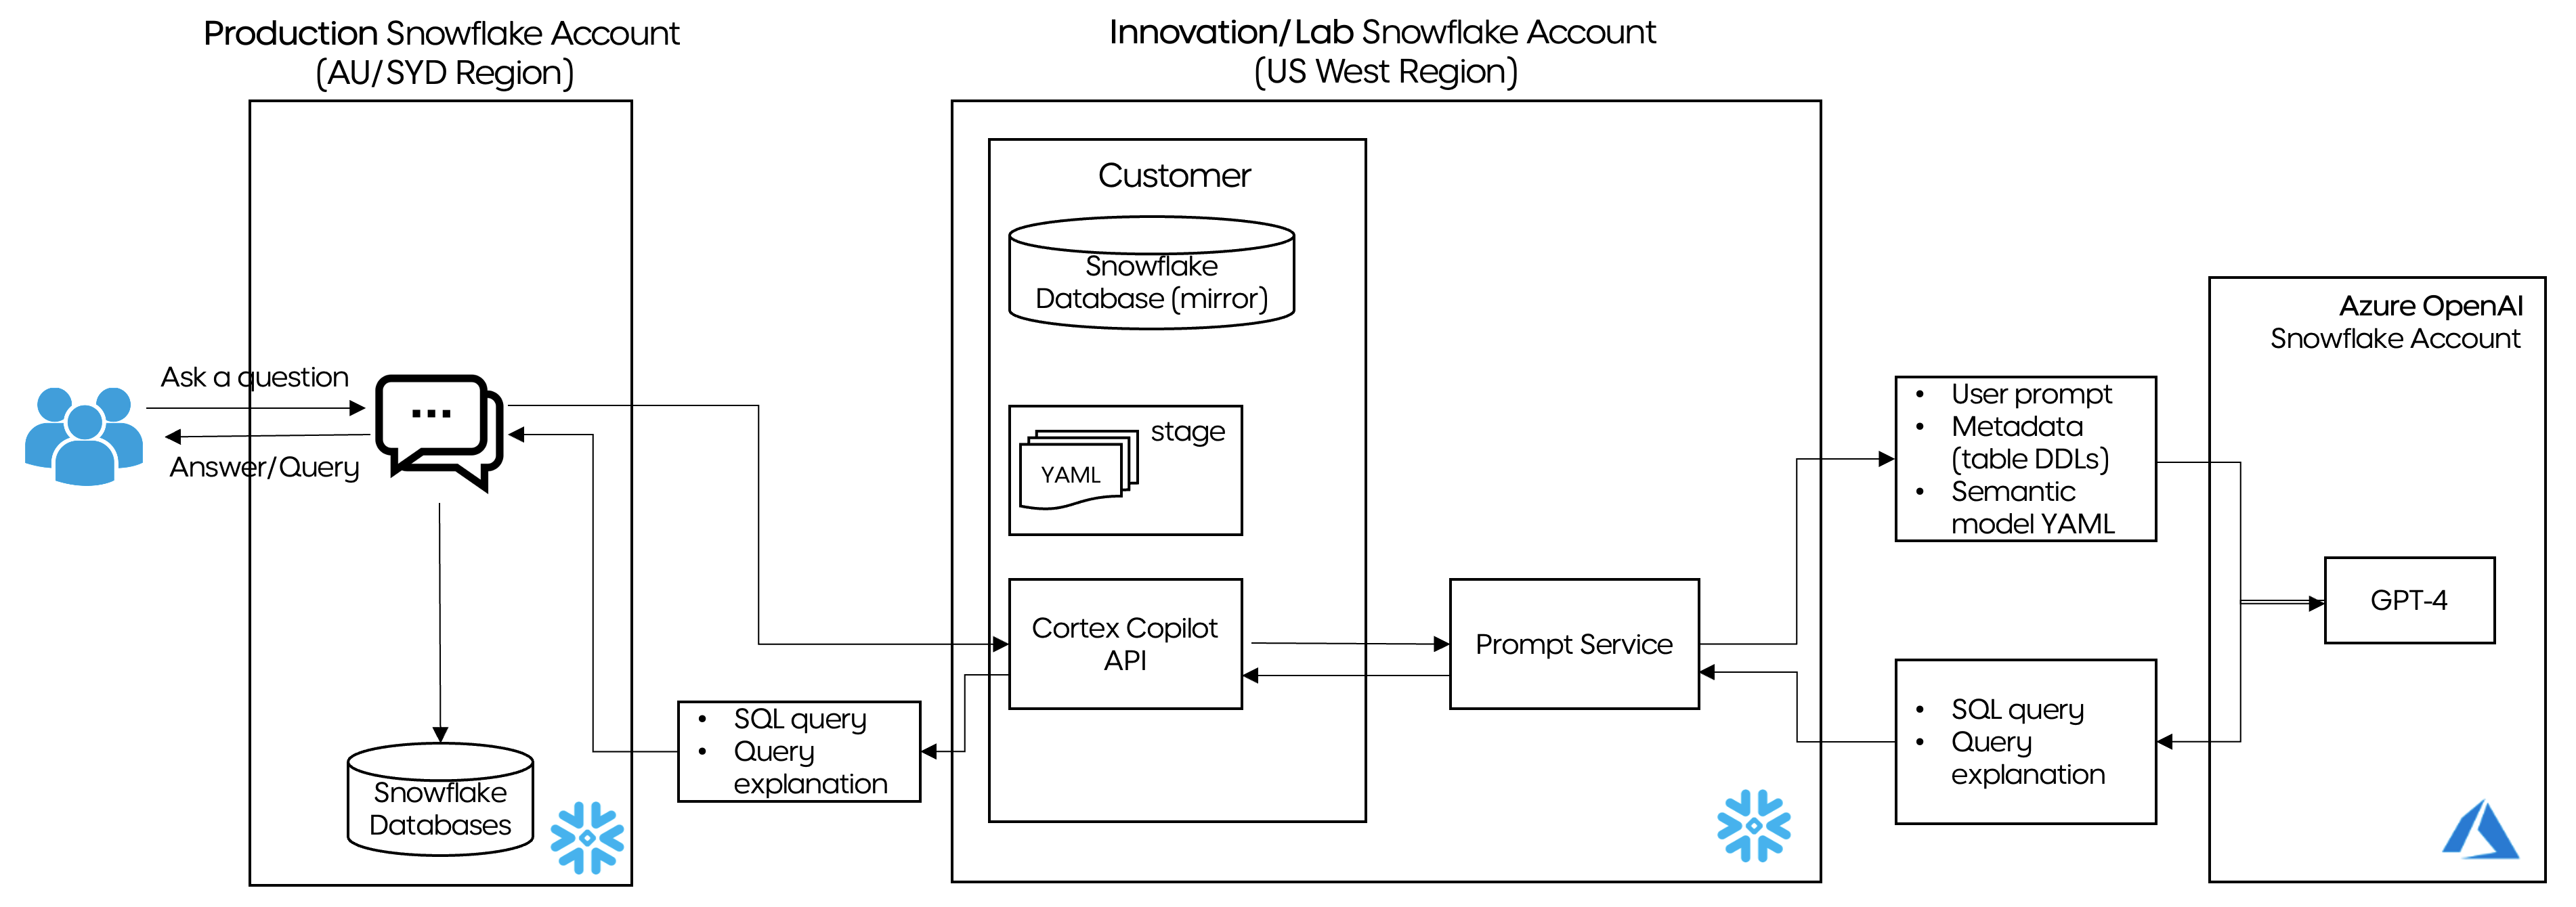 Production Snowflake Account
(AU/SYD Region)
Innovation/Lab Snowflake Account
(US West Region)
Customer
Snowflake
Database (mirror)
stage
YAML
Cortex Copilot
API
Prompt Service
Ask a question
Answer/Query
Snowflake
Databases
• SQL query
• Query
explanation
• User prompt
• Metadata
(table DDLs)
• Semantic
model YAML
• SQL query
• Query
explanation
Azure OpenAI
Snowflake Account
GPT-4